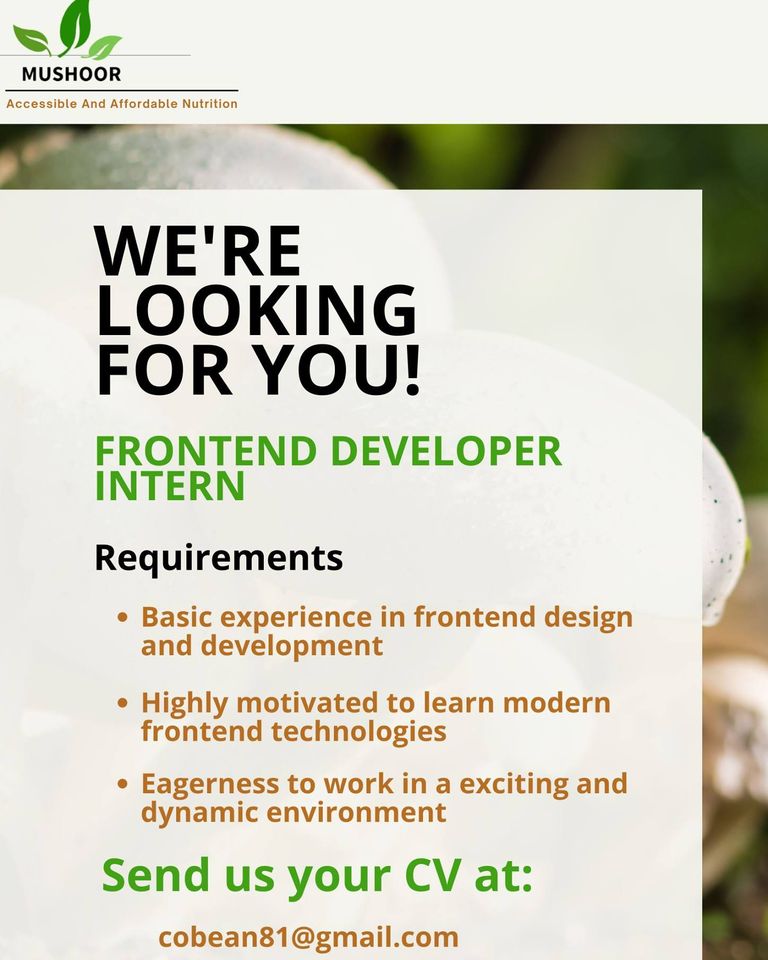 MUSHOOR
Accessible And Affordable Nutrition
WE'RE
LOOKING
FOR YOU!
FRONTEND DEVELOPER
INTERN
Requirements
• Basic experience in frontend design
and development
• Highly motivated to learn modern
frontend technologies
• Eagerness to work in a exciting and
dynamic environment
Send us your CV at:
cobean81@gmail.com